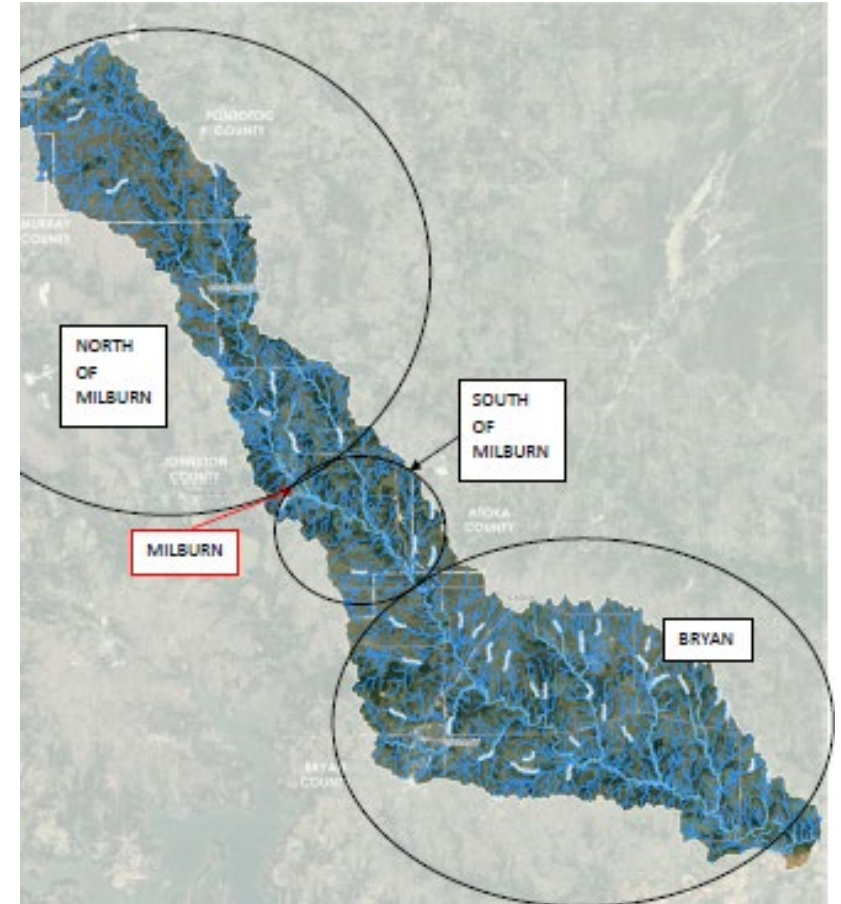 PONTOTOC
COUNTY
MURRAY
COUNTY
NORTH
OF
MILBURN
SOUTH
OF
MILBURN
JOHNSTON
COUNTY
ATOKA
COUNTY
MILBURN
BRYAN
BRYAN
COUNTY